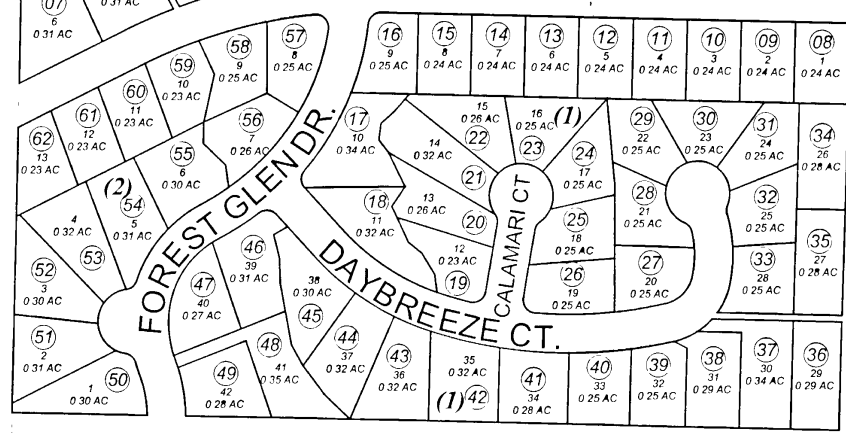 07
6
0 31 AC
0 31 AC
16
9
0 25 AC
15
8
0 24 AC
14
7
0 24 AC
13
6
0 24 AC
12
5
0 24 AC
11
4
0 24 AC
10
3
0 24 AC
09
2
0 24 AC
08
1
0 24 AC
57
8
0 25 AC
58
9
0 25 AC
59
10
0 23 AC
60
11
0 23 AC
61
12
0 23 AC
62
13
0 23 AC
56
7
0 26 AC
55
6
0 30 AC
(2)
54
5
0 31 AC
4
0 32 AC
53
52
3
0 30 AC
51
2
0 31 AC
1
0 30 AC
50
FOREST GLEN DR.
17
10
0 34 AC
18
11
0 32 AC
15
0 26 AC
22
14
0 32 AC
21
13
0 26 AC
20
12
0 23 AC
19
16
0 25 AC
(1)
23
24
17
0 25 AC
25
18
0 25 AC
26
19
0 25 AC
CALAMARI CT
29
22
0 25 AC
30
23
0 25 AC
31
24
0 25 AC
34
26
0 28 AC
28
21
0 25 AC
32
25
0 25 AC
27
20
0 25 AC
33
28
0 25 AC
35
27
0 28 AC
DAYBREEZE CT.
46
39
0 31 AC
47
40
0 27 AC
38
0 30 AC
45
44
37
0 32 AC
48
41
0 35 AC
49
42
0 28 AC
43
36
0 32 AC
35
0 32 AC
(1)
42
41
34
0 28 AC
40
33
0 25 AC
39
32
0 25 AC
38
31
0 29 AC
37
30
0 34 AC
36
29
0 29 AC